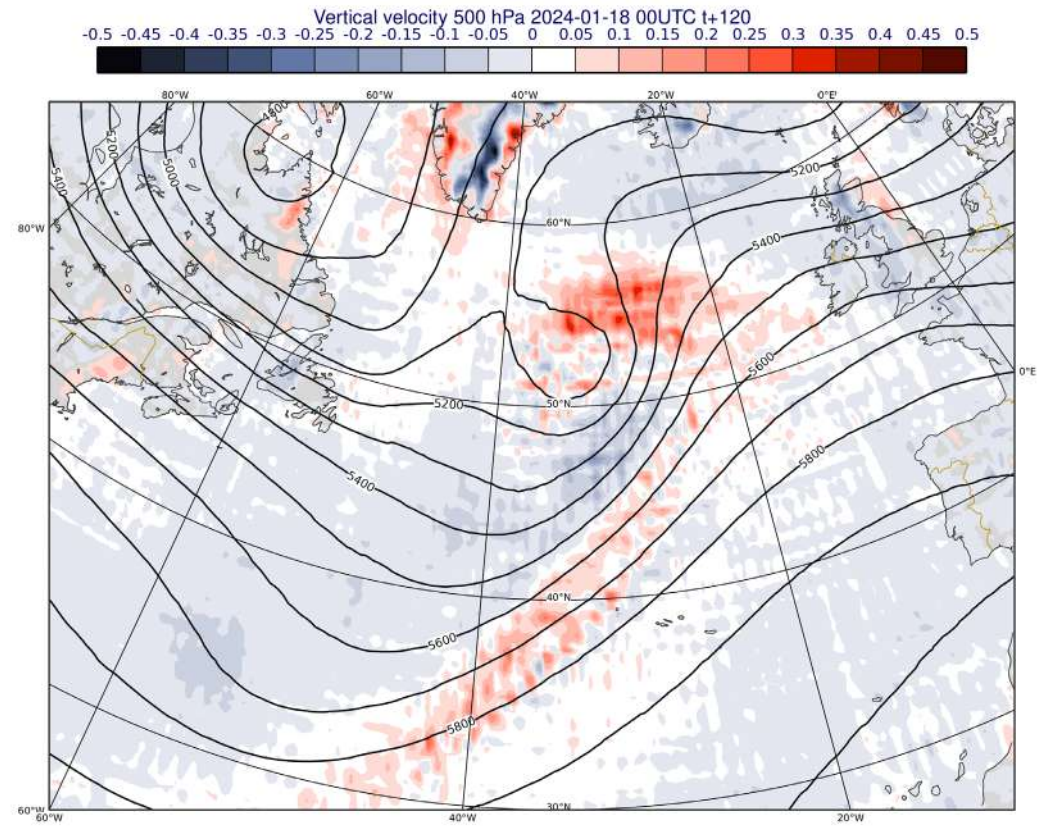 Vertical velocity 500 hPa 2024-01-18 00UTC t+120
-0.5 -0.45 -0.4 -0.35 -0.3 -0.25 -0.2 -0.15 -0.1 -0.05 0 0.05 0.1 0.15 0.2 0.25 0.3 0.35 0.4 0.45 0.5
80°W 60°W 40°W 20°W 0°E
4800
5200
5000
5400
5200
80°W
60°N
5400
5600
0°E
5200
50°N
5800
5400
40°N
5600
5800
30°N
60°W
60°W 40°W 20°W